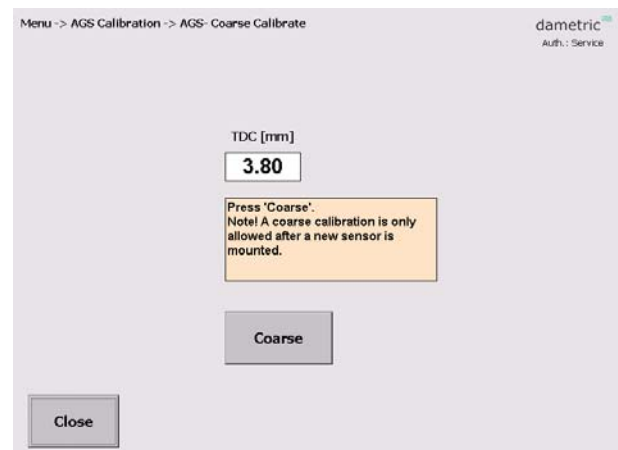 Menu -> AGS Calibration -> AGS- Coarse Calibrate
dametric
Auth.: Service
TDC [mm]
3.80
Press 'Coarse'.
Note! A coarse calibration is only
allowed after a new sensor is
mounted.
Coarse
Close